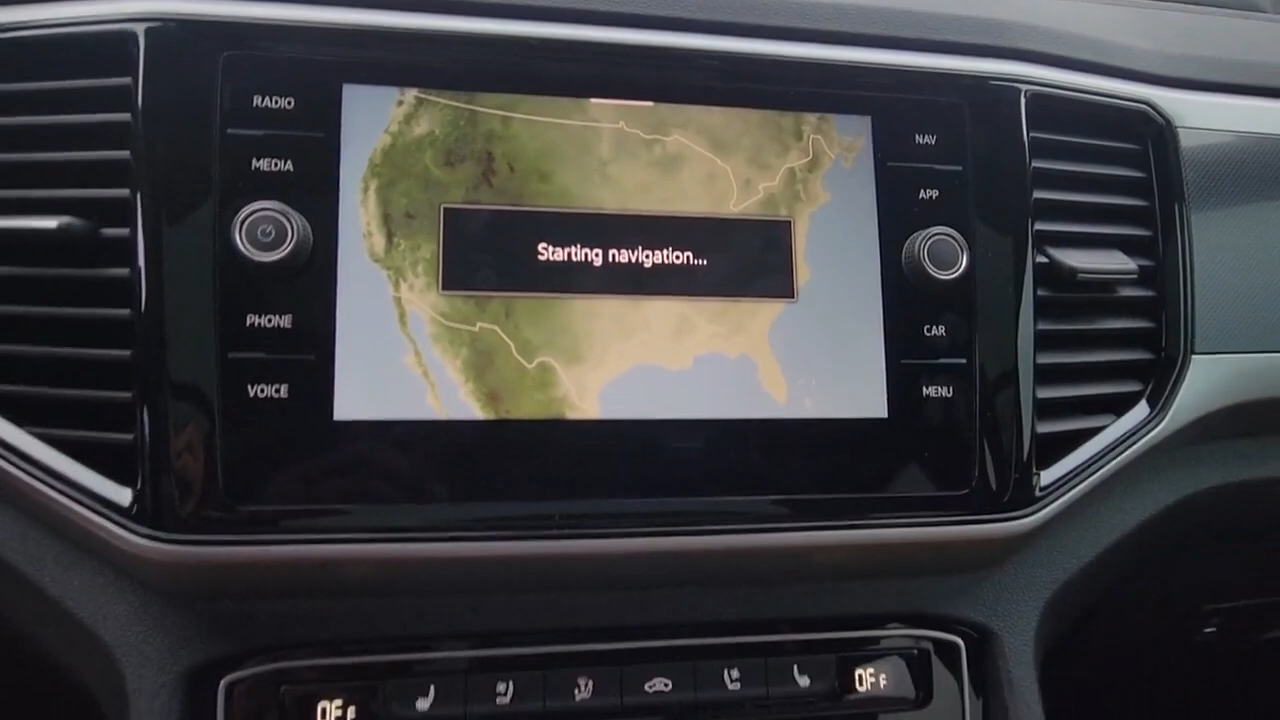 RADIO
MEDIA
PHONE
VOICE
Starting navigation...
NAV
APP
CAR
MENU
OFF
OFF